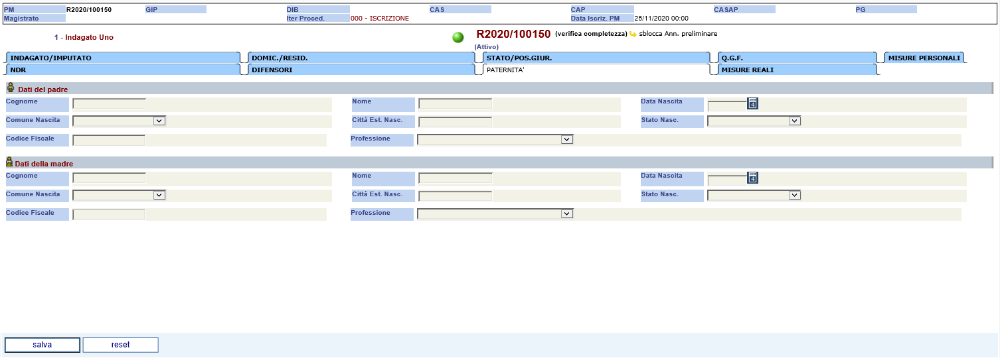 PM R2020/100150 GIP DIB CAS CAP CASAP PG
Magistrato Iter Proced. 000 - ISCRIZIONE Data Iscriz. PM 25/11/2020 00:00
1 - Indagato Uno R2020/100150 (verifica completezza) sblocca Ann. preliminare
(Attivo)
INDAGATO/IMPUTATO DOMIC./RESID. STATO/POS.GIUR. Q.G.F. MISURE PERSONALI
NDR DIFENSORI PATERNITA' MISURE REALI
Dati del padre
Cognome Nome Data Nascita
Comune Nascita Città Est. Nasc. Stato Nasc.
Codice Fiscale Professione
Dati della madre
Cognome Nome Data Nascita
Comune Nascita Città Est. Nasc. Stato Nasc.
Codice Fiscale Professione
salva reset